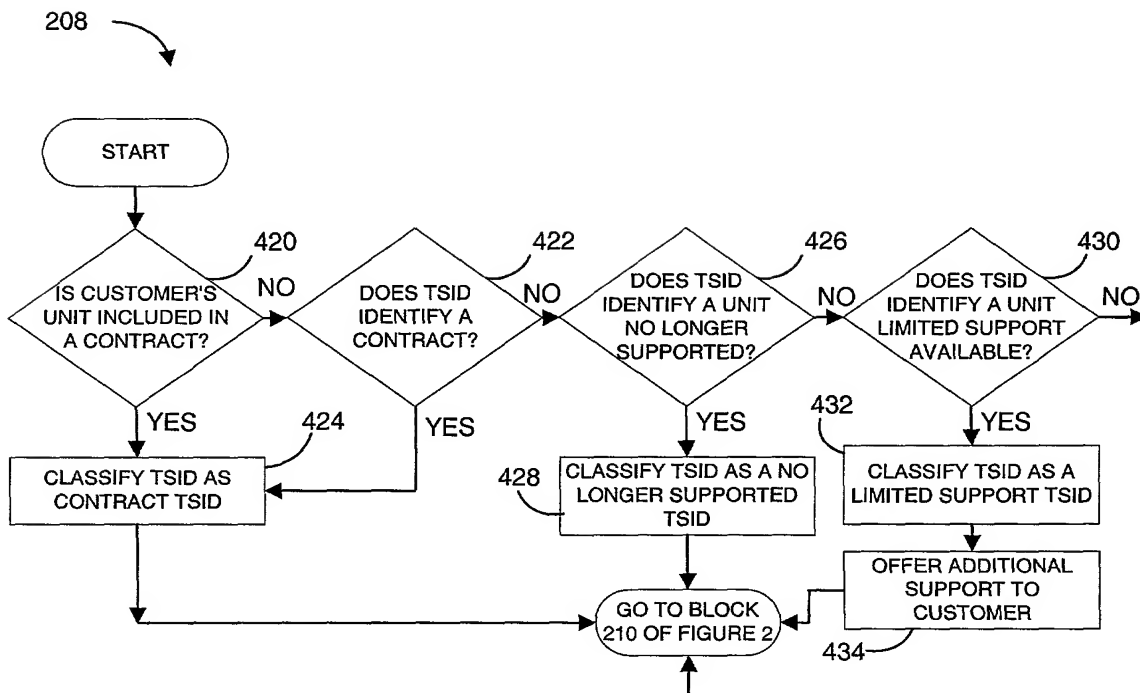 208
START
420
IS CUSTOMER'S
UNIT INCLUDED IN
A CONTRACT?
NO
YES
422
DOES TSID
IDENTIFY A
CONTRACT?
NO
YES
426
DOES TSID
IDENTIFY A UNIT
NO LONGER
SUPPORTED?
NO
YES
430
DOES TSID
IDENTIFY A UNIT
LIMITED SUPPORT
AVAILABLE?
NO
YES
424
CLASSIFY TSID AS
CONTRACT TSID
428
CLASSIFY TSID AS A NO
LONGER SUPPORTED
TSID
432
CLASSIFY TSID AS A
LIMITED SUPPORT TSID
OFFER ADDITIONAL
SUPPORT TO
CUSTOMER
434
GO TO BLOCK
210 OF FIGURE 2